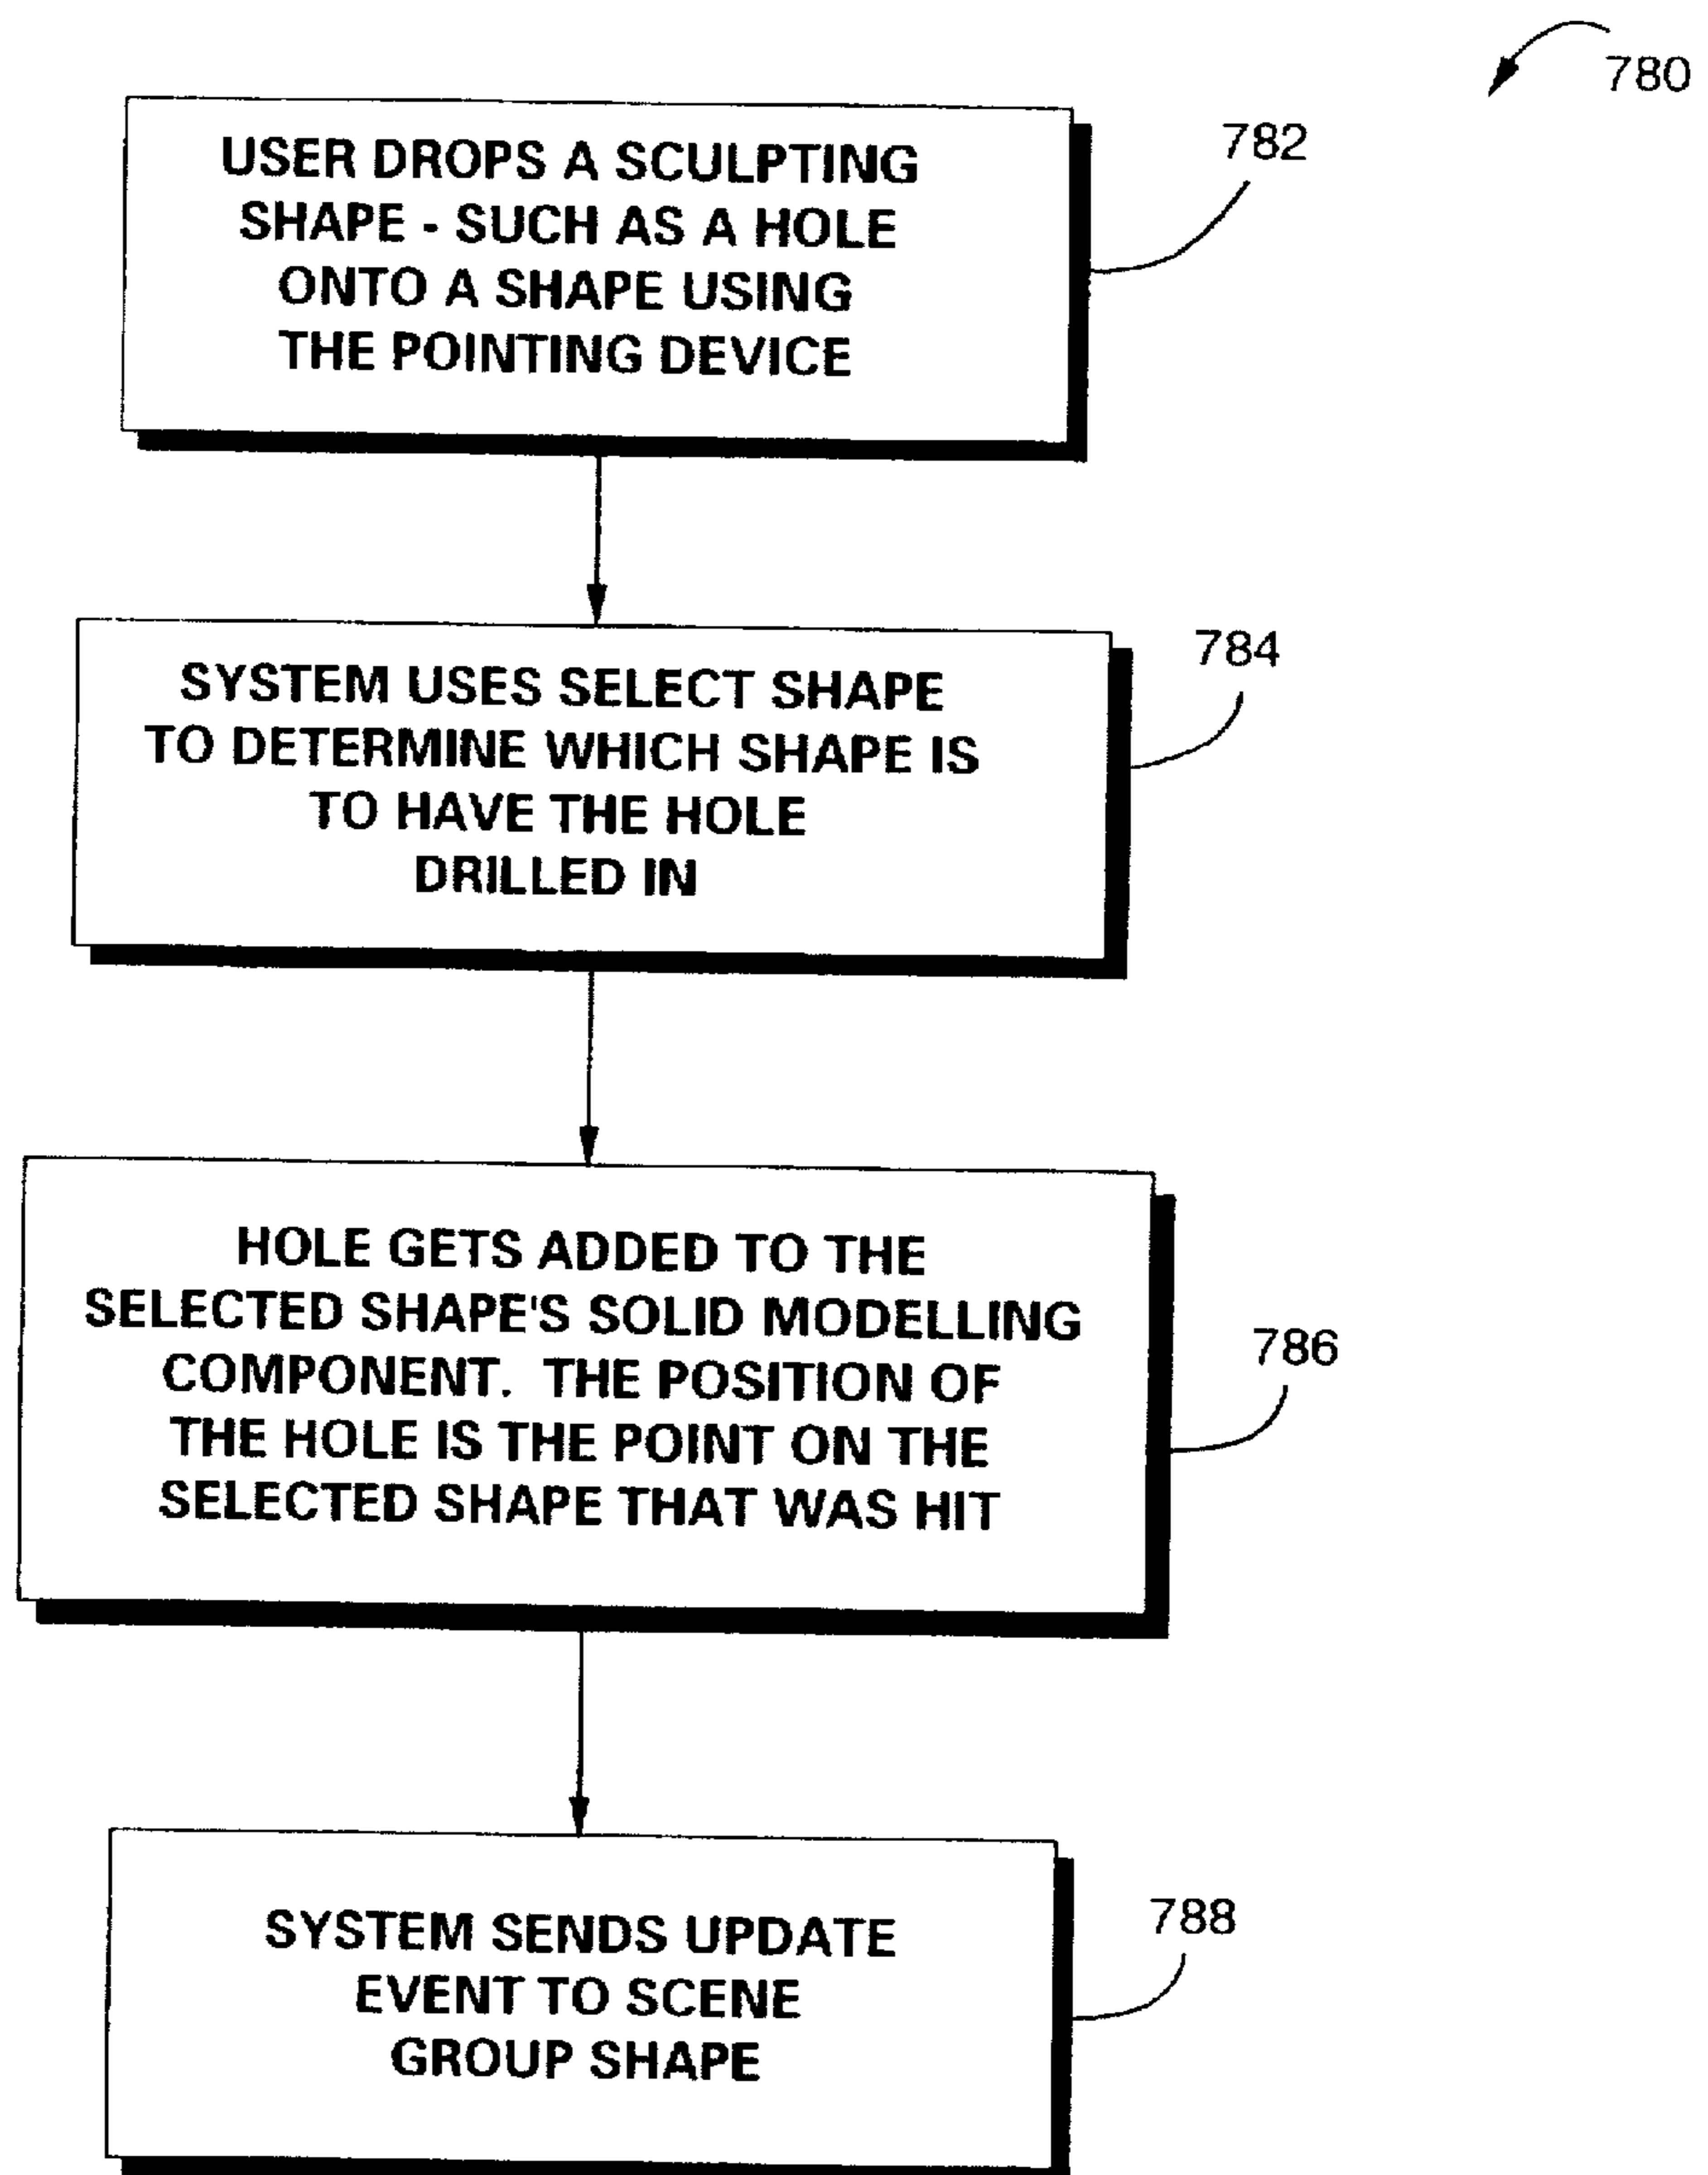 780
782
USER DROPS A SCULPTING
SHAPE - SUCH AS A HOLE
ONTO A SHAPE USING
THE POINTING DEVICE
784
SYSTEM USES SELECT SHAPE
TO DETERMINE WHICH SHAPE IS
TO HAVE THE HOLE
DRILLED IN
HOLE GETS ADDED TO THE
SELECTED SHAPE'S SOLID MODELLING
COMPONENT. THE POSITION OF
THE HOLE IS THE POINT ON THE
SELECTED SHAPE THAT WAS HIT
786
SYSTEM SENDS UPDATE
EVENT TO SCENE
GROUP SHAPE
788